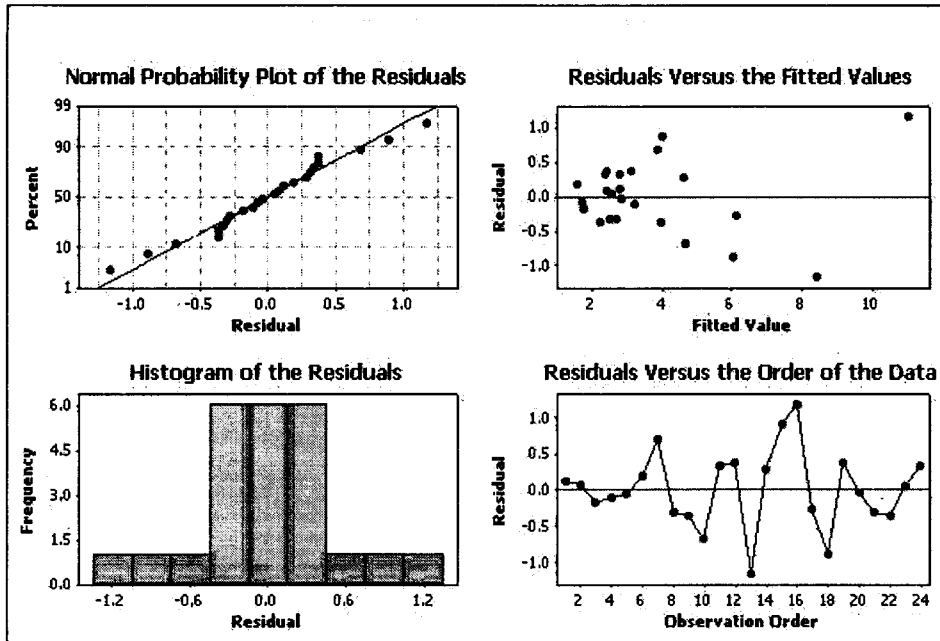 Normal Probability Plot of the Residuals
99
90
50
10
1
Percent
-1.0 -0.5 0.0 0.5 1.0
Residual
Residuals Versus the Fitted Values
1.0
0.5
0.0
-0.5
-1.0
Residual
2 4 6 8 10
Fitted Value
Histogram of the Residuals
6.0
4.5
3.0
1.5
0.0
Frequency
-1.2 -0.6 0.0 0.6 1.2
Residual
Residuals Versus the Order of the Data
1.0
0.5
0.0
-0.5
-1.0
Residual
2 4 6 8 10 12 14 16 18 20 22 24
Observation Order